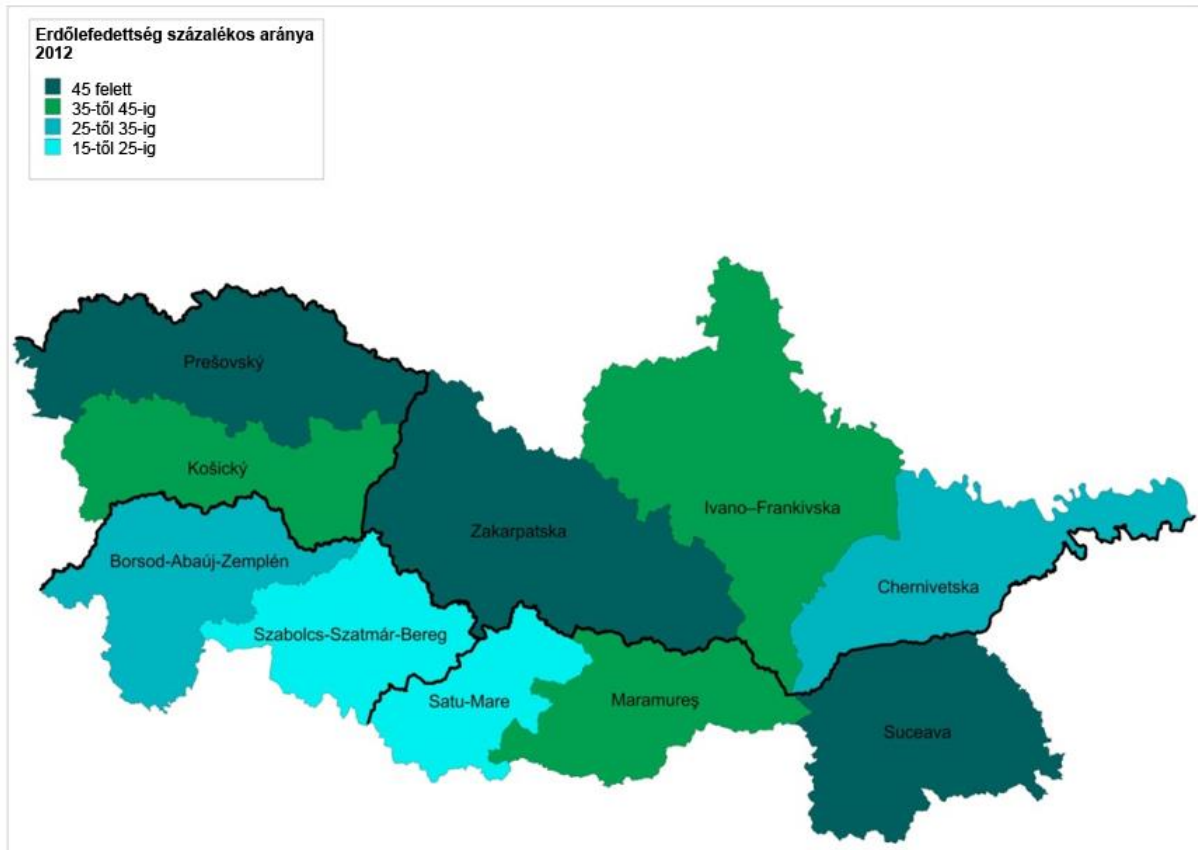 Erdőlefedettség százalékos aránya
2012
45 felett
35-től 45-ig
25-től 35-ig
15-től 25-ig
Prešovský
Košický
Ivano–Frankivska
Zakarpatska
Borsod-Abaúj-Zemplén
Chernivetska
Szabolcs-Szatmár-Bereg
Satu-Mare
Maramureş
Suceava